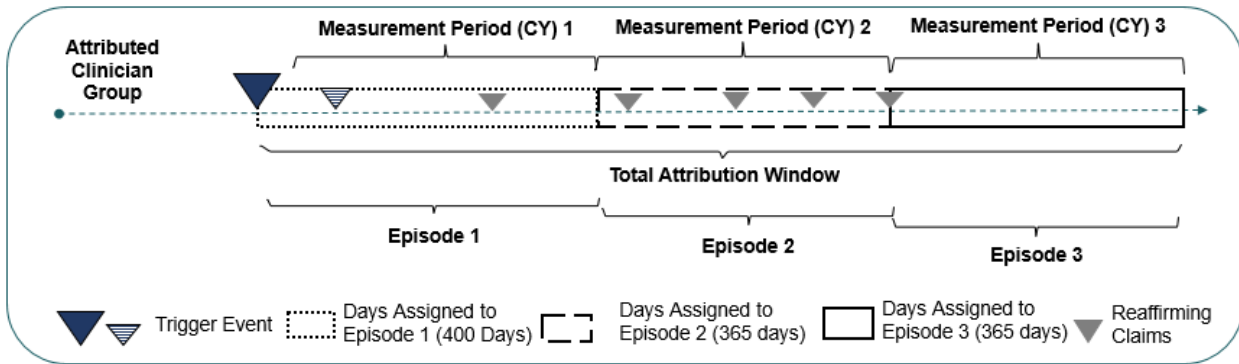 Measurement Period (CY) 1
Measurement Period (CY) 2
Measurement Period (CY) 3
Attributed
Clinician
Group
Total Attribution Window
Episode 1
Episode 2
Episode 3
Trigger Event
Days Assigned to
Episode 1 (400 Days)
Days Assigned to
Episode 2 (365 days)
Days Assigned to
Episode 3 (365 days)
Reaffirming
Claims